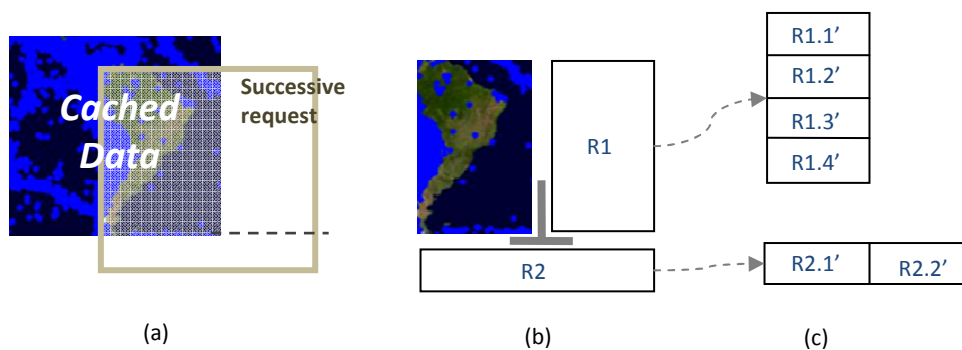 Cached
Data
Successive
request
(a)
R1
R2
(b)
R1.1’
R1.2’
R1.3’
R1.4’
R2.1’
R2.2’
(c)